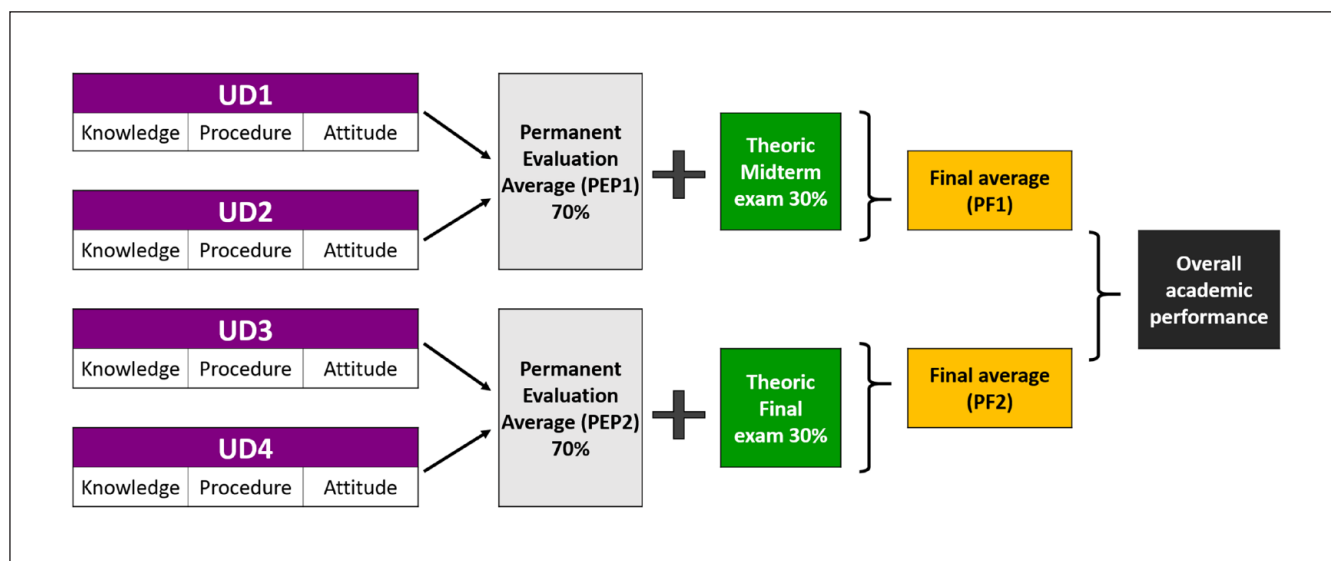 UD1
Knowledge Procedure Attitude
UD2
Knowledge Procedure Attitude
Permanent
Evaluation
Average (PEP1)
70%
Theoric
Midterm
exam 30%
Final average
(PF1)
UD3
Knowledge Procedure Attitude
UD4
Knowledge Procedure Attitude
Permanent
Evaluation
Average (PEP2)
70%
Theoric
Final
exam 30%
Final average
(PF2)
Overall
academic
performance